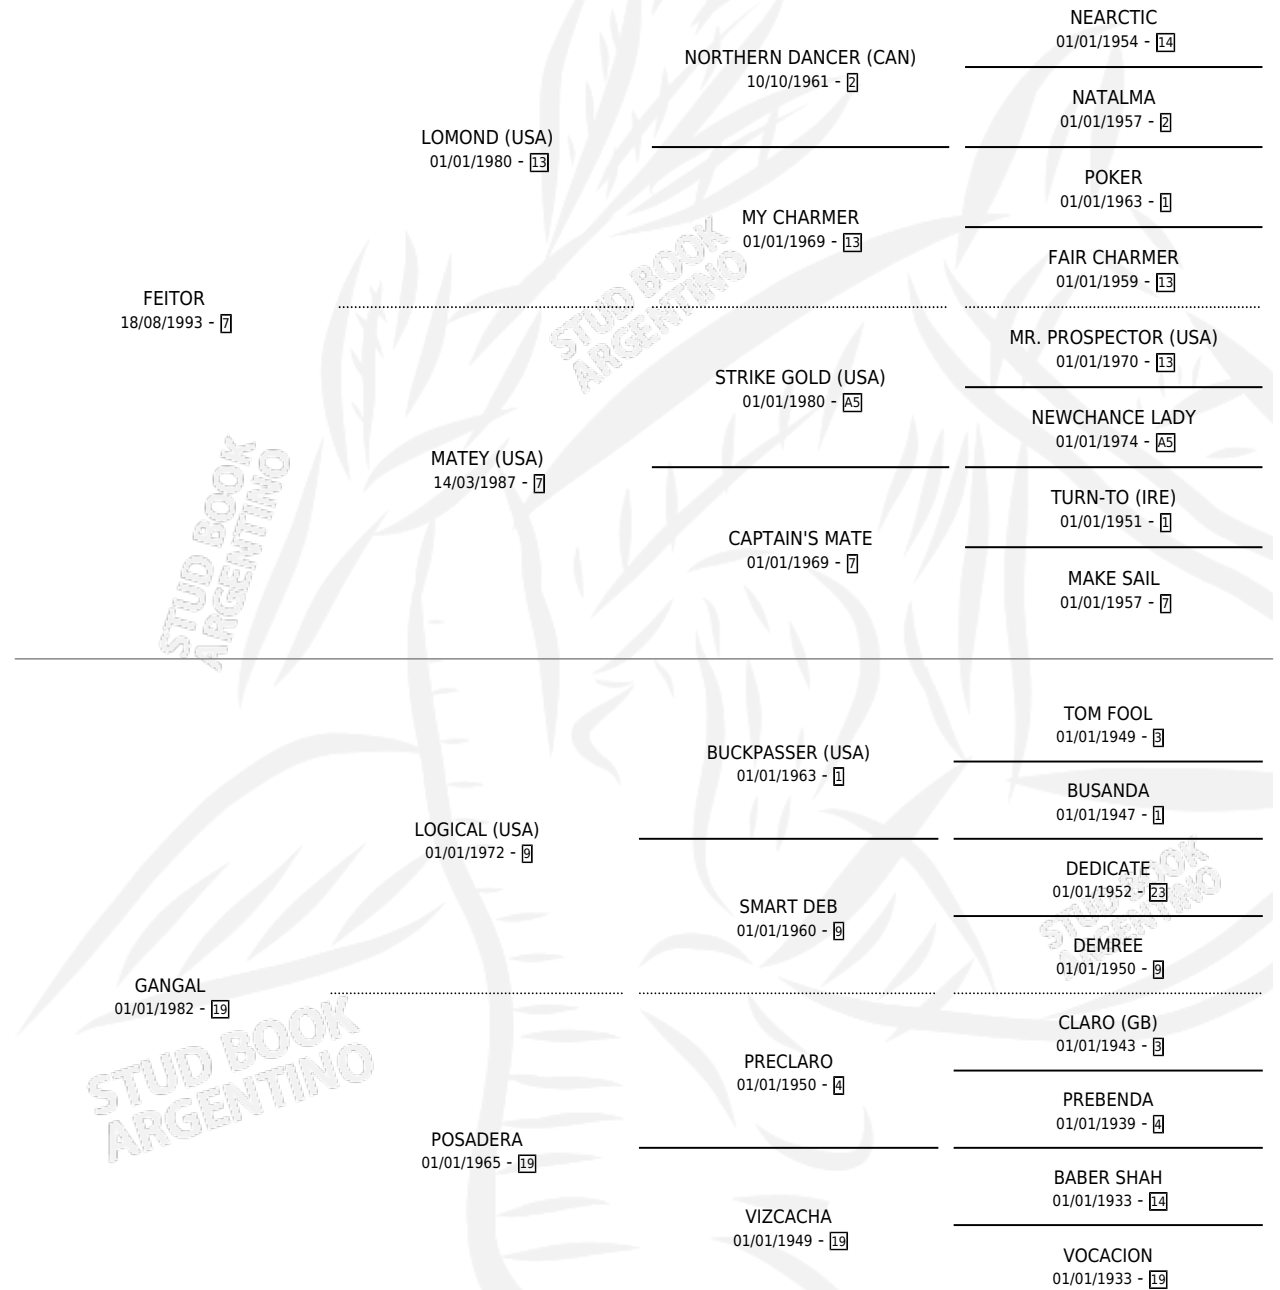 NEARCTIC
01/01/1954 - 14
NORTHERN DANCER (CAN)
10/10/1961 - 2
NATALMA
01/01/1957 - 2
LOMOND (USA)
01/01/1980 - 13
POKER
01/01/1963 - 1
MY CHARMER
01/01/1969 - 13
FAIR CHARMER
01/01/1959 - 13
FEITOR
18/08/1993 - 7
MR. PROSPECTOR (USA)
01/01/1970 - 13
STRIKE GOLD (USA)
01/01/1980 - A5
NEWCHANCE LADY
01/01/1974 - A5
MATEY (USA)
14/03/1987 - 7
TURN-TO (IRE)
01/01/1951 - 1
CAPTAIN'S MATE
01/01/1969 - 7
MAKE SAIL
01/01/1957 - 7
TOM FOOL
01/01/1949 - 3
BUCKPASSER (USA)
01/01/1963 - 1
BUSANDA
01/01/1947 - 1
LOGICAL (USA)
01/01/1972 - 9
DEDICATE
01/01/1952 - 23
SMART DEB
01/01/1960 - 9
DEMREE
01/01/1950 - 9
GANGAL
01/01/1982 - 19
CLARO (GB)
01/01/1943 - 3
PRECLARO
01/01/1950 - 4
PREBENDA
01/01/1939 - 4
POSADERA
01/01/1965 - 19
BABER SHAH
01/01/1933 - 14
VIZCACHA
01/01/1949 - 19
VOCACION
01/01/1933 - 19
STUD BOOK
ARGENTINO
STUD BOOK
ARGENTINO
STUD BOOK
ARGENTINO
STUD BOOK
ARGENTINO